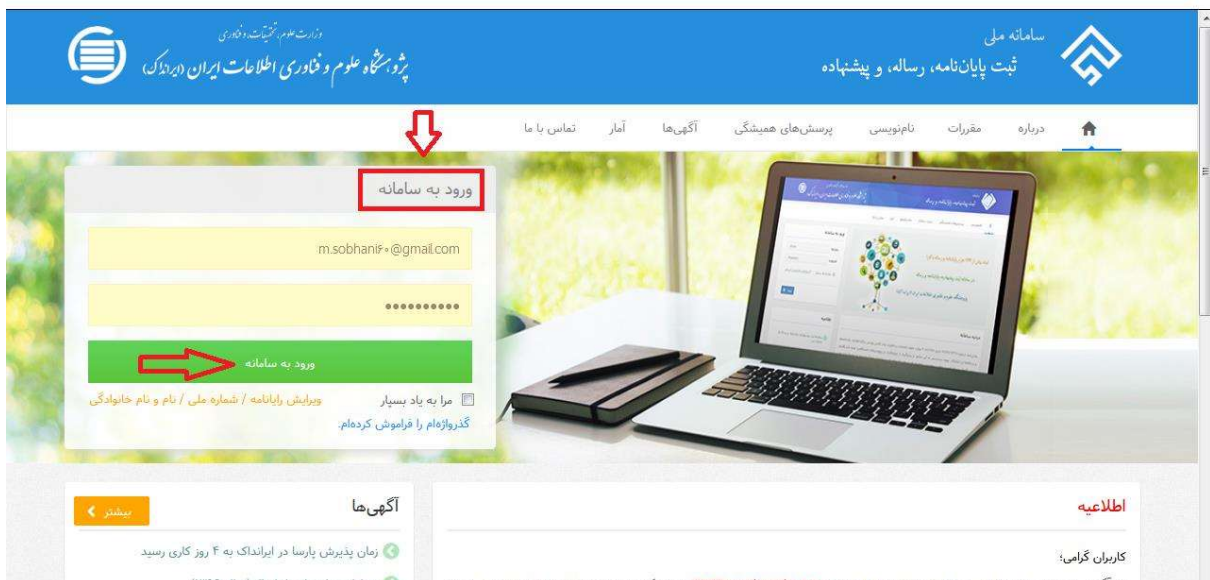 سامانه ملی
ثبت پایان‌نامه، رساله، و پیشنهاده
وزارت علوم، تحقیقات، و فناوری
پژوهشگاه علوم و فناوری اطلاعات ایران (ایرانداک)
درباره
مقررات
نام‌نویسی
پرسش‌های همیشگی
آگهی‌ها
آمار
تماس با ما
ورود به سامانه
m.sobhani۶۰@gmail.com
••••••••••
ورود به سامانه
مرا به یاد بسپار
ویرایش رایانامه / شماره ملی / نام و نام خانوادگی
گذرواژه‌ام را فراموش کرده‌ام.
اطلاعیه
کاربران گرامی؛
آگهی‌ها
بیشتر
زمان پذیرش پارسا در ایرانداک به ۴ روز کاری رسید